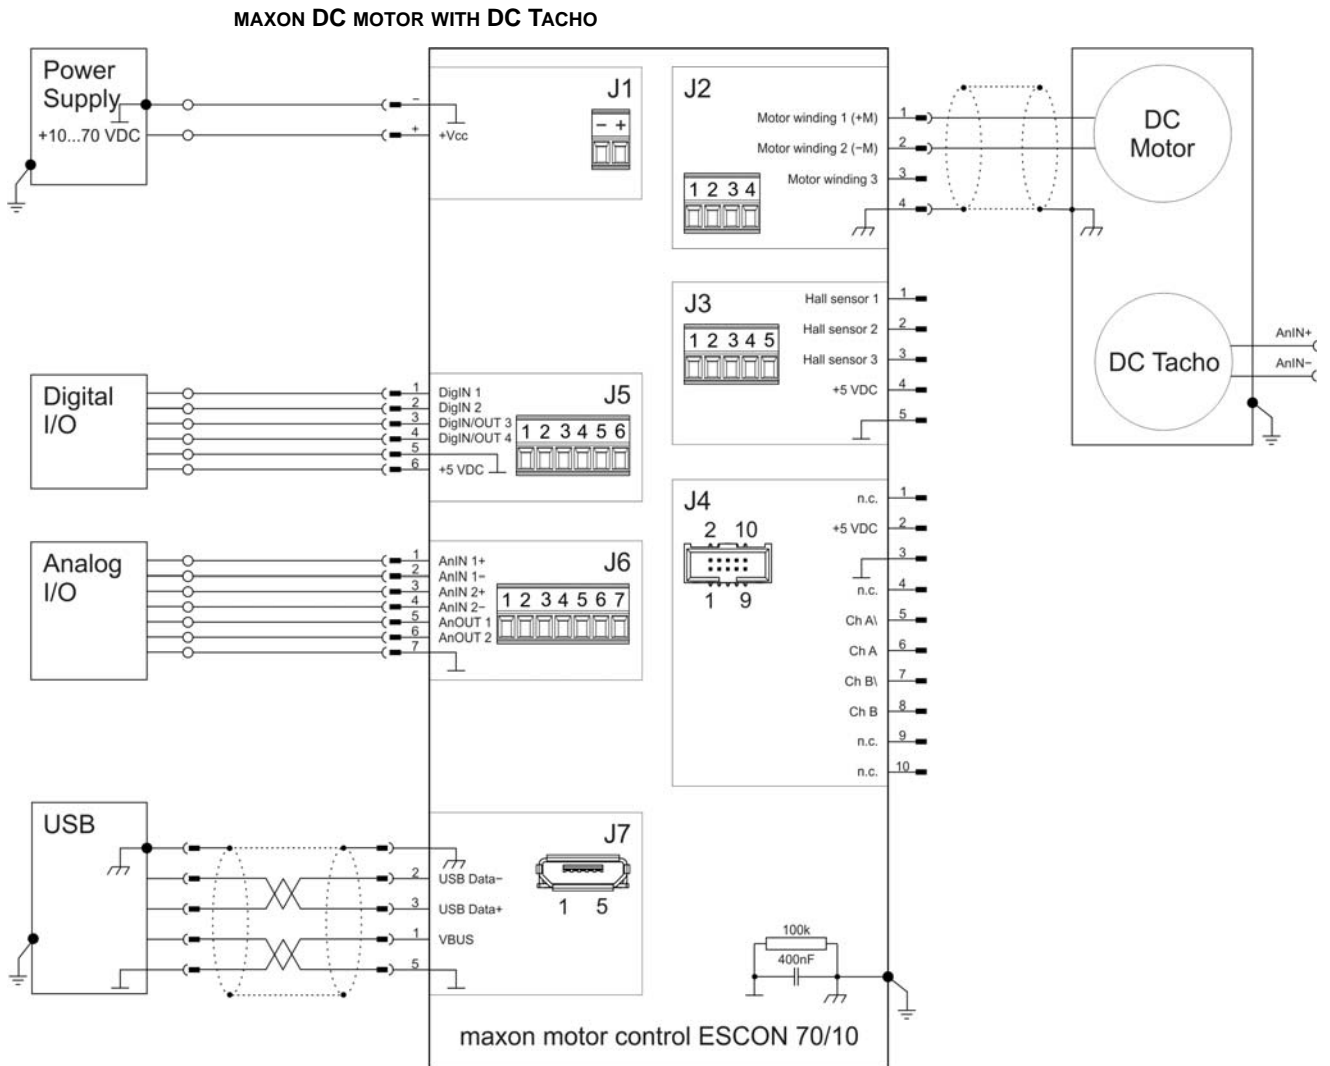 MAXON DC MOTOR WITH DC TACHO
Power
Supply
+10...70 VDC
−
+
+Vcc
J1
− +
J2
1 2 3 4
Motor winding 1 (+M)
1
Motor winding 2 (−M)
2
Motor winding 3
3
4
DC
Motor
J3
1 2 3 4 5
Hall sensor 1
1
Hall sensor 2
2
Hall sensor 3
3
+5 VDC
4
5
DC Tacho
AnIN+
AnIN−
Digital
I/O
1
DigIN 1
2
DigIN 2
3
DigIN/OUT 3
4
DigIN/OUT 4
5
6
+5 VDC
J5
1 2 3 4 5 6
J4
2 10
1 9
n.c.
1
+5 VDC
2
3
n.c.
4
Ch A\
5
Ch A
6
Ch B\
7
Ch B
8
n.c.
9
n.c.
10
Analog
I/O
1
AnIN 1+
2
AnIN 1−
3
AnIN 2+
4
AnIN 2−
5
AnOUT 1
6
AnOUT 2
7
J6
1 2 3 4 5 6 7
USB
2
USB Data−
3
USB Data+
1
VBUS
5
J7
1 5
100k
400nF
maxon motor control ESCON 70/10